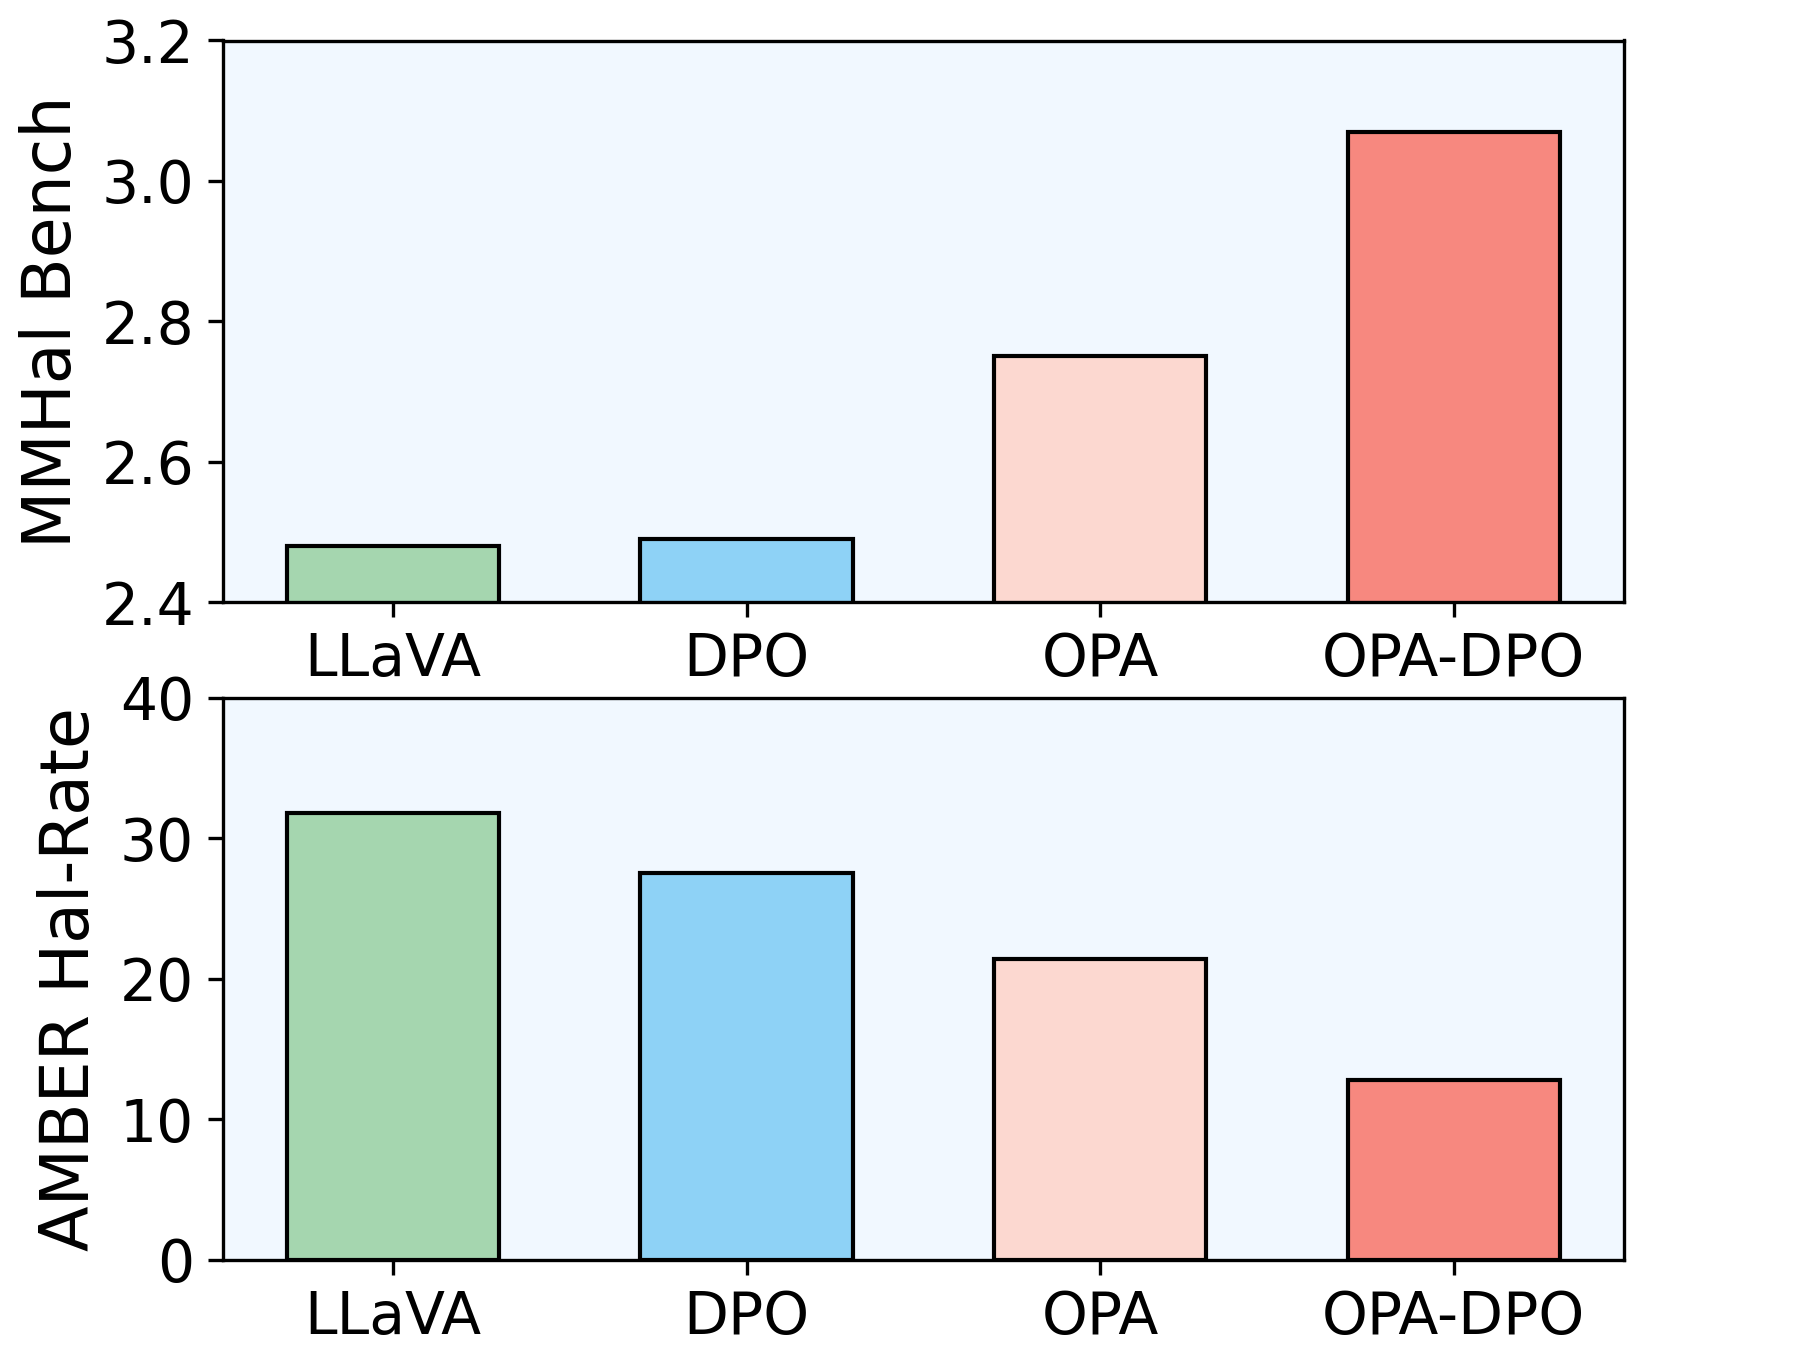 MMHal Bench
3.2
3.0
2.8
2.6
2.4
LLaVA DPO OPA OPA-DPO
AMBER Hal-Rate
40
30
20
10
0
LLaVA DPO OPA OPA-DPO